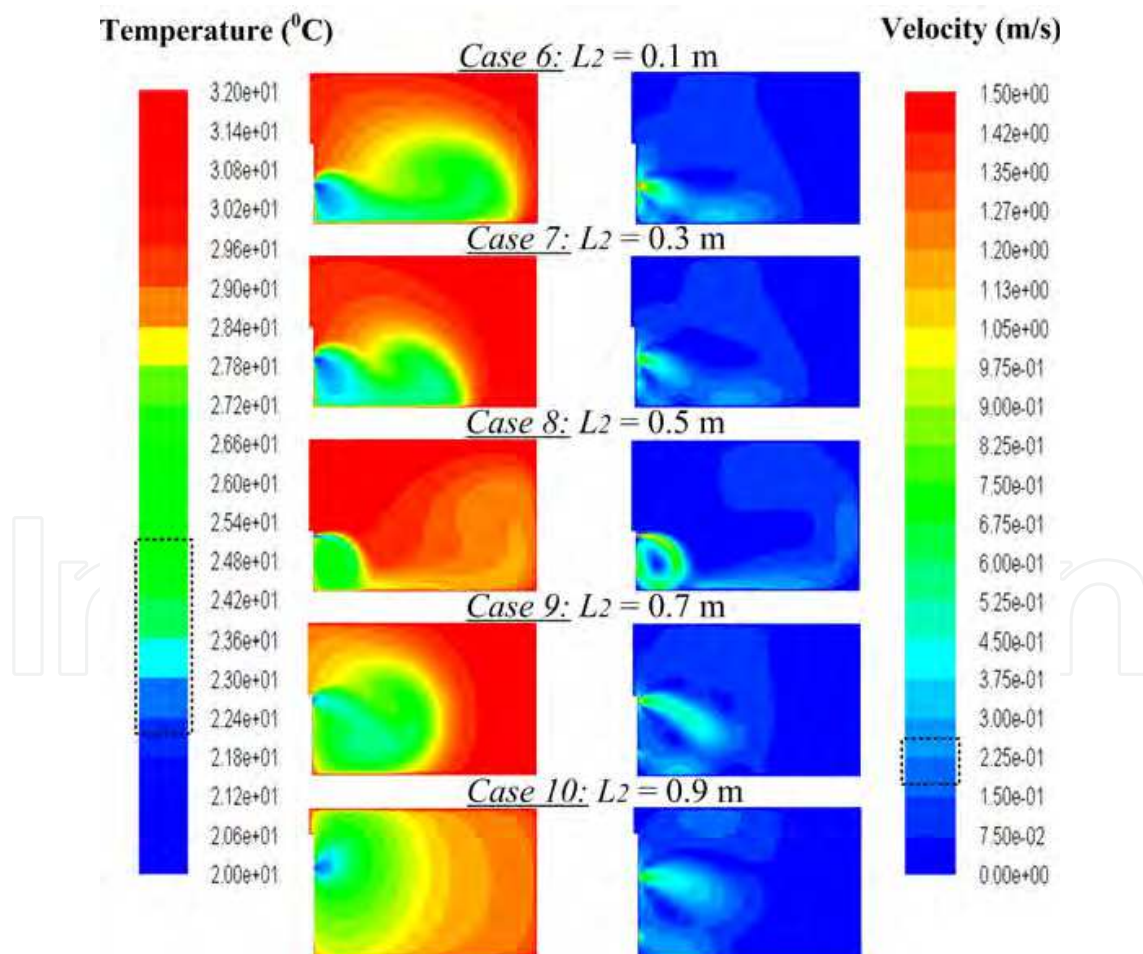 Temperature (⁰C)
Velocity (m/s)
Case 6: L2 = 0.1 m
Case 7: L2 = 0.3 m
Case 8: L2 = 0.5 m
Case 9: L2 = 0.7 m
Case 10: L2 = 0.9 m
3.20e+01
3.14e+01
3.08e+01
3.02e+01
2.96e+01
2.90e+01
2.84e+01
2.78e+01
2.72e+01
2.66e+01
2.60e+01
2.54e+01
2.48e+01
2.42e+01
2.36e+01
2.30e+01
2.24e+01
2.18e+01
2.12e+01
2.06e+01
2.00e+01
1.50e+00
1.42e+00
1.35e+00
1.27e+00
1.20e+00
1.13e+00
1.05e+00
9.75e-01
9.00e-01
8.25e-01
7.50e-01
6.75e-01
6.00e-01
5.25e-01
4.50e-01
3.75e-01
3.00e-01
2.25e-01
1.50e-01
7.50e-02
0.00e+00